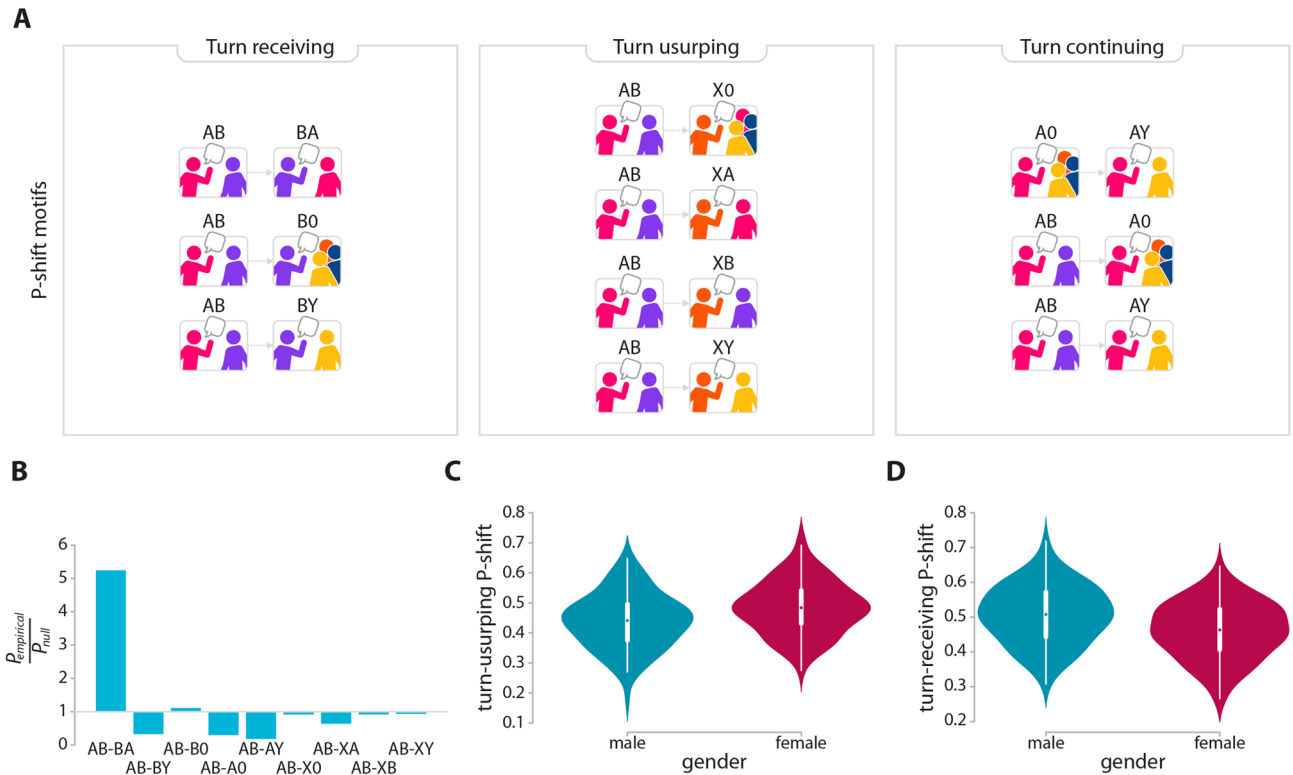 A
Turn receiving
Turn usurping
Turn continuing
P-shift motifs
AB BA
AB B0
AB BY
AB X0
AB XA
AB XB
AB XY
A0 AY
AB A0
AB AY
B
P_empirical
P_null
6
5
4
3
2
1
0
AB-BA AB-B0 AB-AY AB-XA AB-XY
AB-BY AB-A0 AB-X0 AB-XB
C
turn-usurping P-shift
0.8
0.7
0.6
0.5
0.4
0.3
0.2
0.1
male female
gender
D
turn-receiving P-shift
0.8
0.7
0.6
0.5
0.4
0.3
0.2
male female
gender